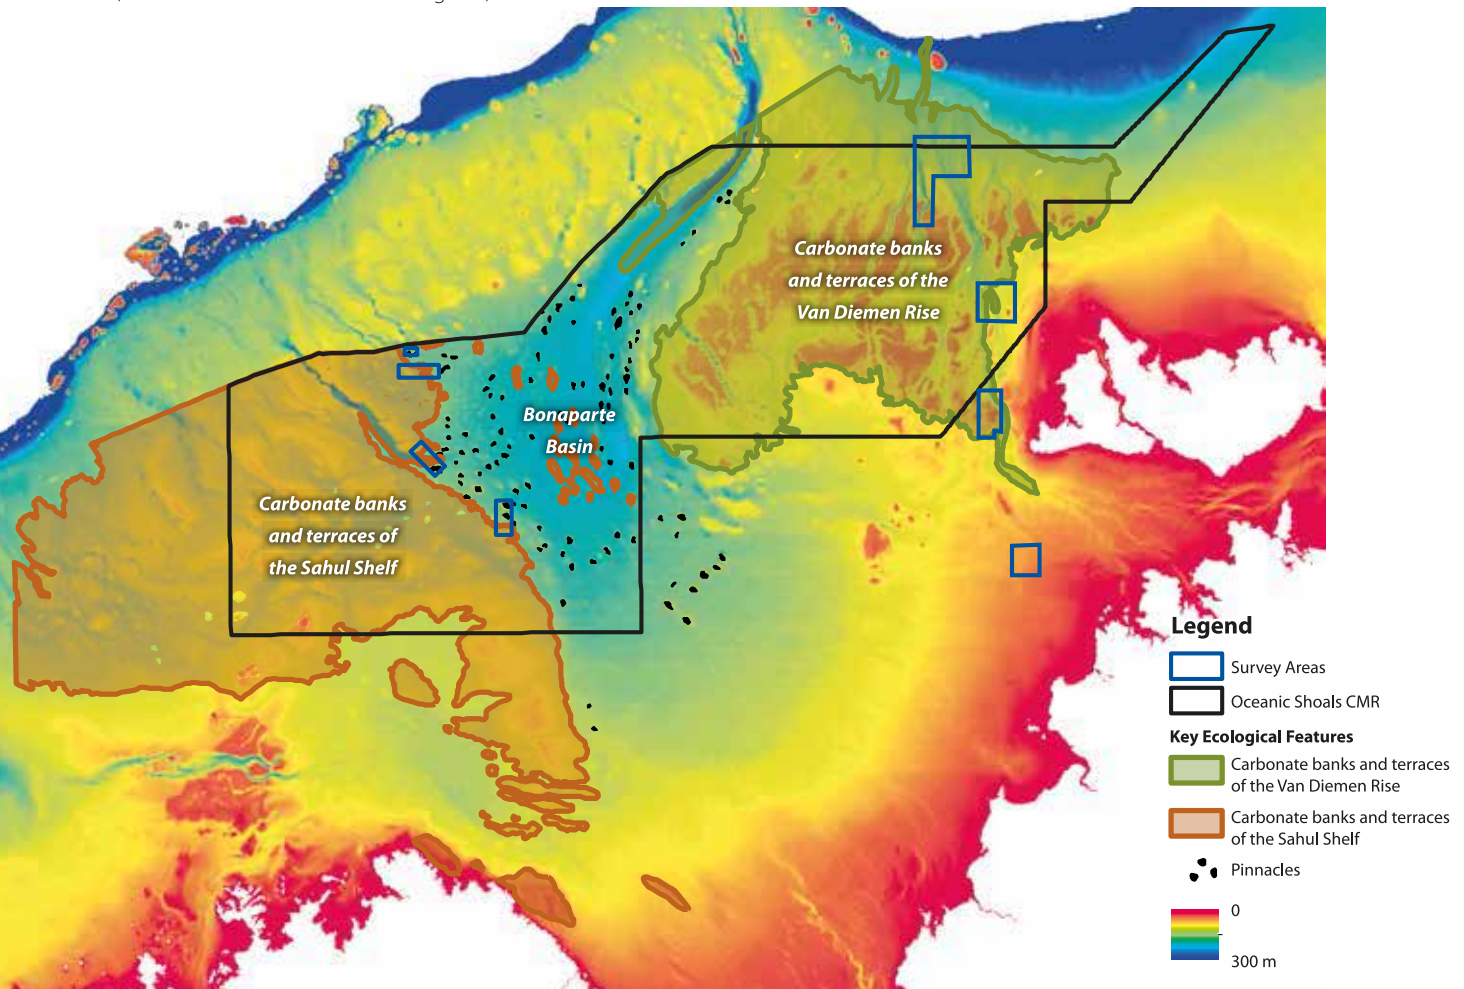 Carbonate banks
and terraces of the
Van Diemen Rise
Bonaparte
Basin
Carbonate banks
and terraces of
the Sahul Shelf
Legend
Survey Areas
Oceanic Shoals CMR
Key Ecological Features
Carbonate banks and terraces
of the Van Diemen Rise
Carbonate banks and terraces
of the Sahul Shelf
Pinnacles
0
300 m